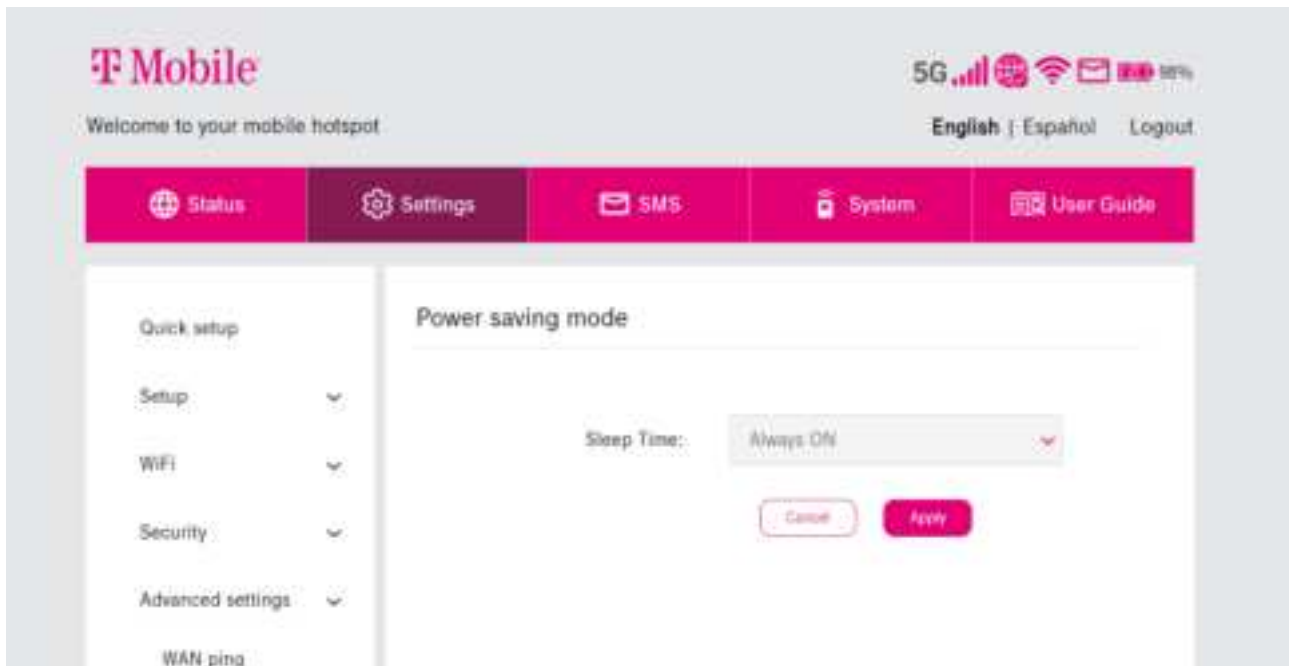 T Mobile
5G 98%
Welcome to your mobile hotspot
English | Español Logout
Status Settings SMS System User Guide
Quick setup
Setup
WiFi
Security
Advanced settings
WAN ping
Power saving mode
Sleep Time: Always ON
Cancel Apply